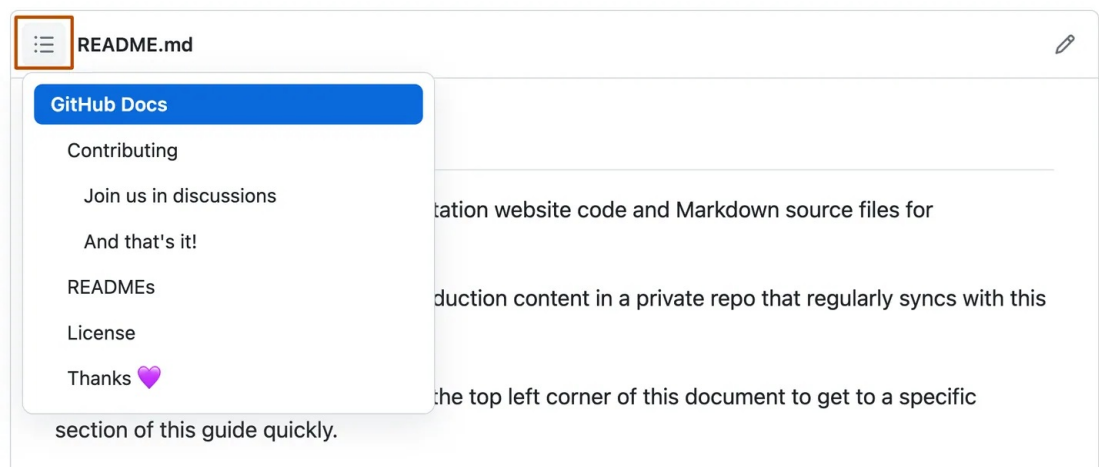 README.md
GitHub Docs
Contributing
Join us in discussions
And that's it!
READMEs
License
Thanks 💜
website code and Markdown source files for
content in a private repo that regularly syncs with this
the top left corner of this document to get to a specific
section of this guide quickly.